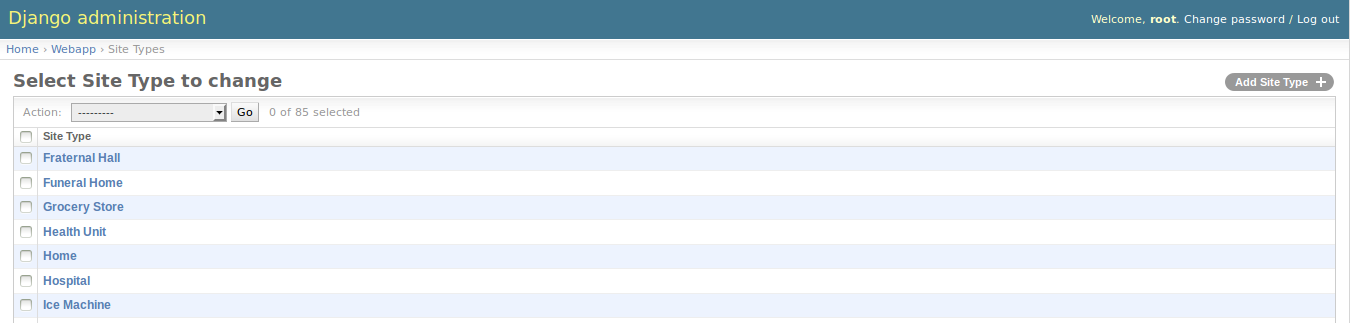 Django administration
Welcome, root. Change password / Log out
Home › Webapp › Site Types
Select Site Type to change
Add Site Type +
Action: --------- Go 0 of 85 selected
Site Type
Fraternal Hall
Funeral Home
Grocery Store
Health Unit
Home
Hospital
Ice Machine